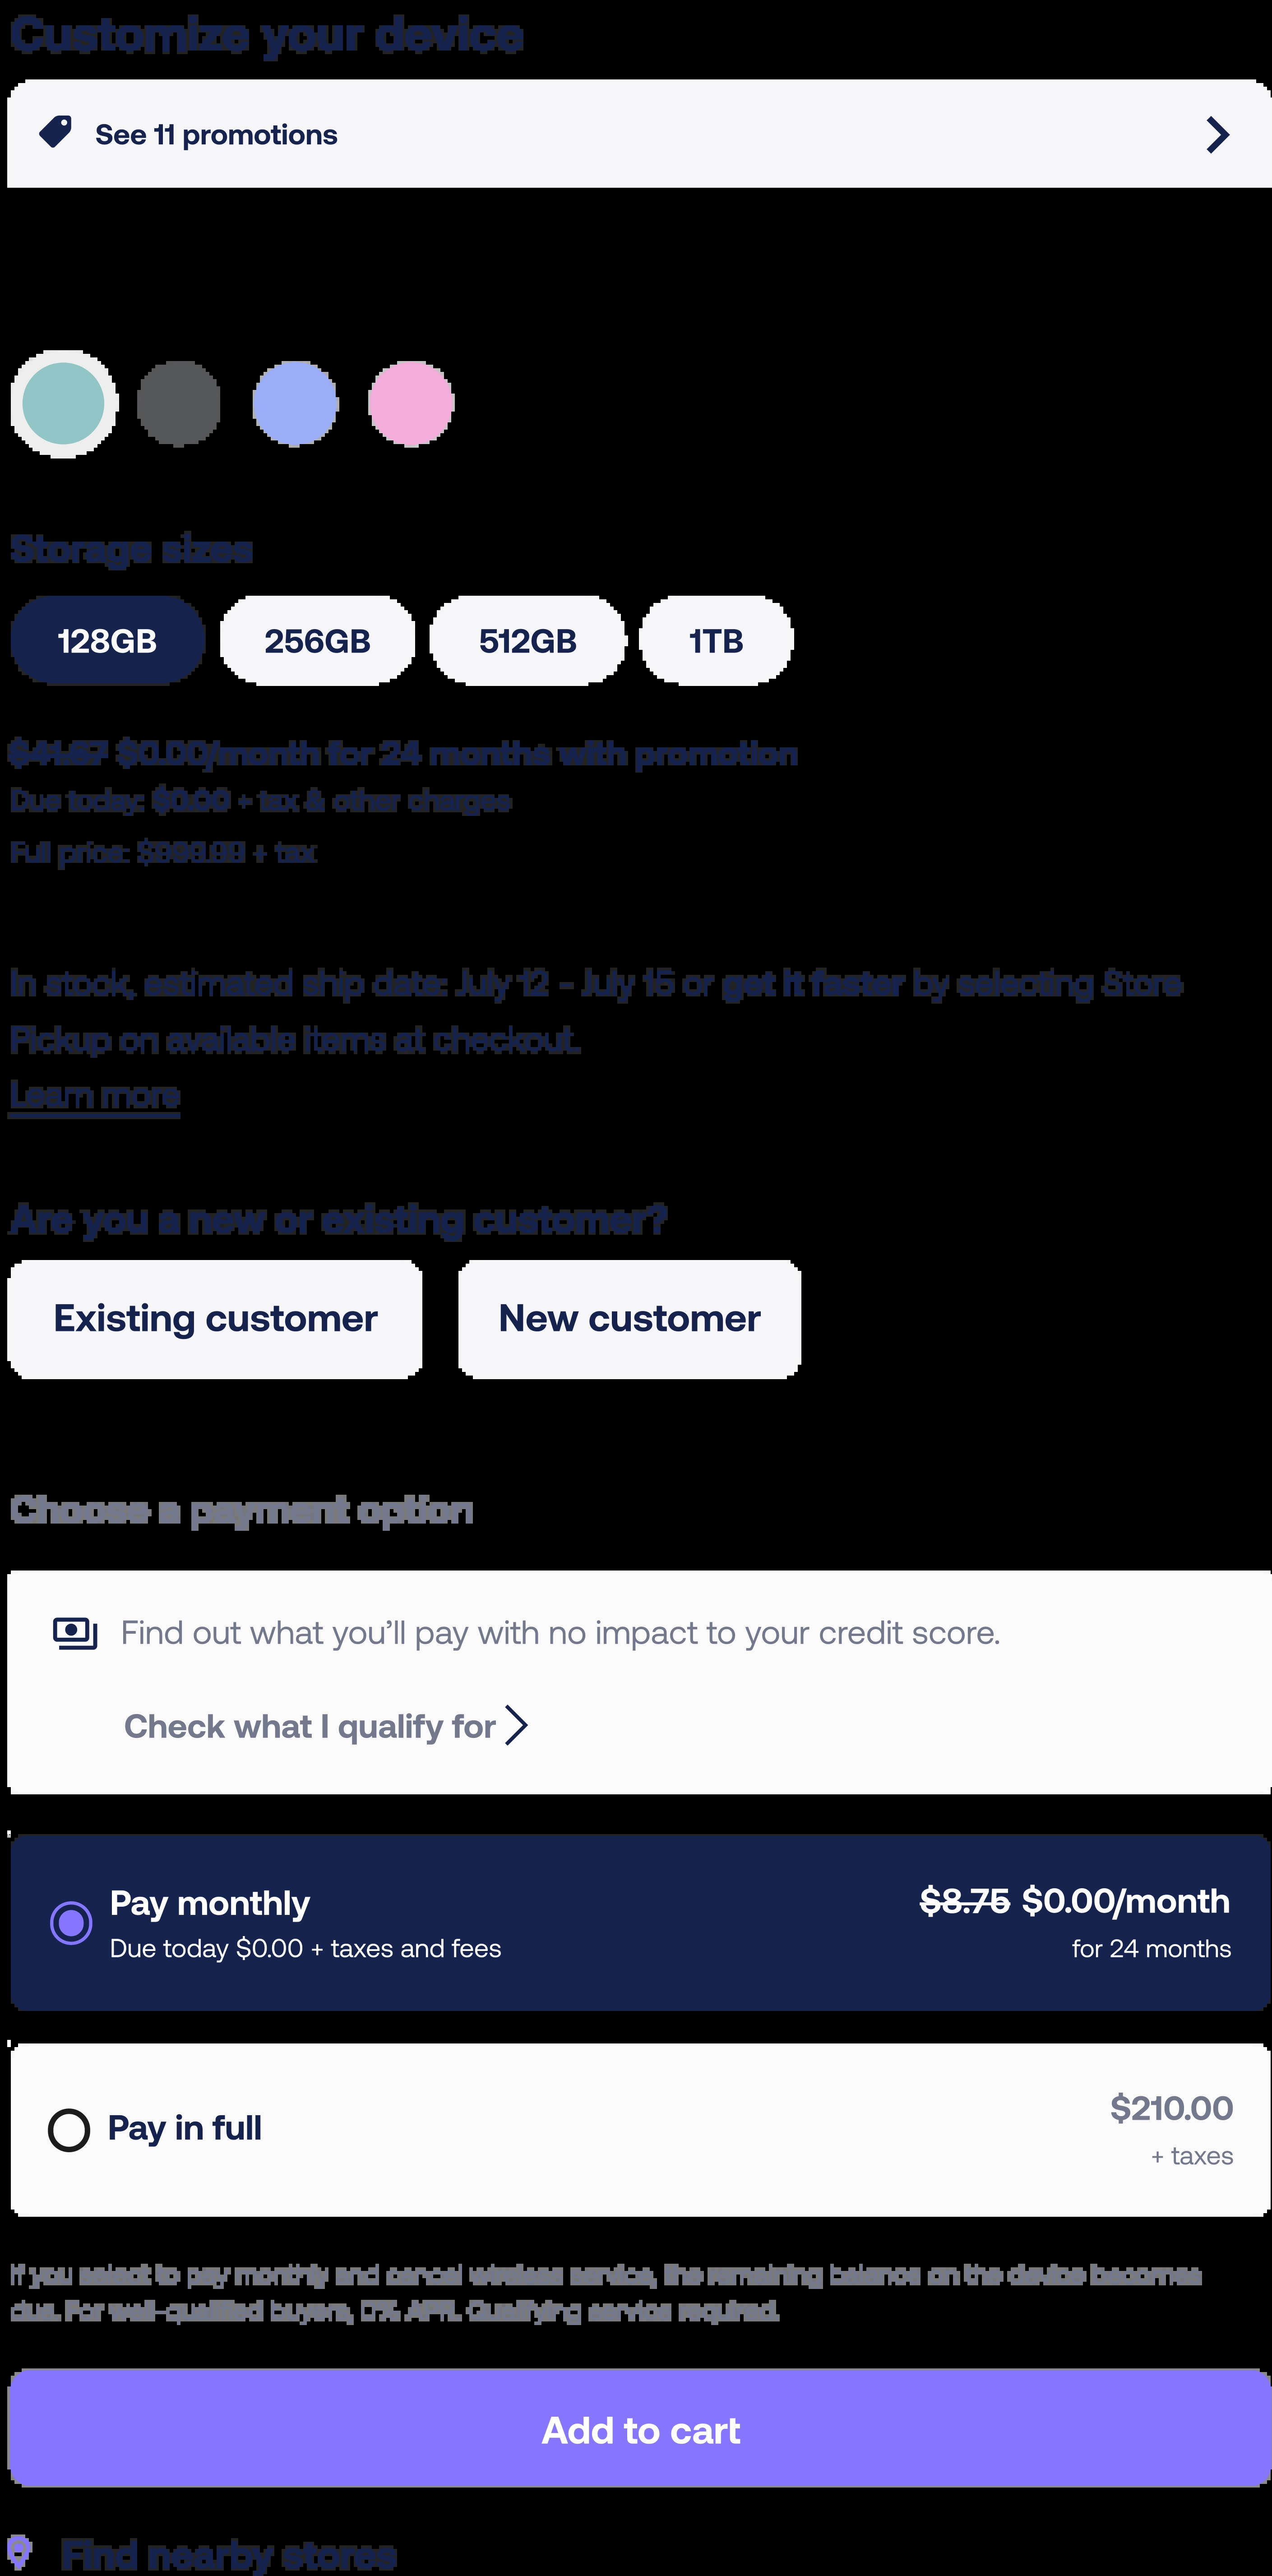 Customize your device
See 11 promotions
Storage sizes
128GB 256GB 512GB 1TB
$41.67 $0.00/month for 24 months with promotion
Due today: $0.00 + tax & other charges
Full price: + tax
In stock, estimated ship date: July 12 - July 15 or get it faster by selecting Store
Pickup on available items at checkout.
Learn more
Are you a new or existing customer?
Existing customer New customer
Choose a payment option
Find out what you’ll pay with no impact to your credit score.
Check what I qualify for
Pay monthly $8.75 $0.00/month
Due today $0.00 + taxes and fees for 24 months
Pay in full $210.00
+ taxes
If you select to pay monthly and cancel wireless service, the remaining balance on the device becomes
due. For well-qualified buyers, 0% APR. Qualifying service required.
Add to cart
Find nearby stores